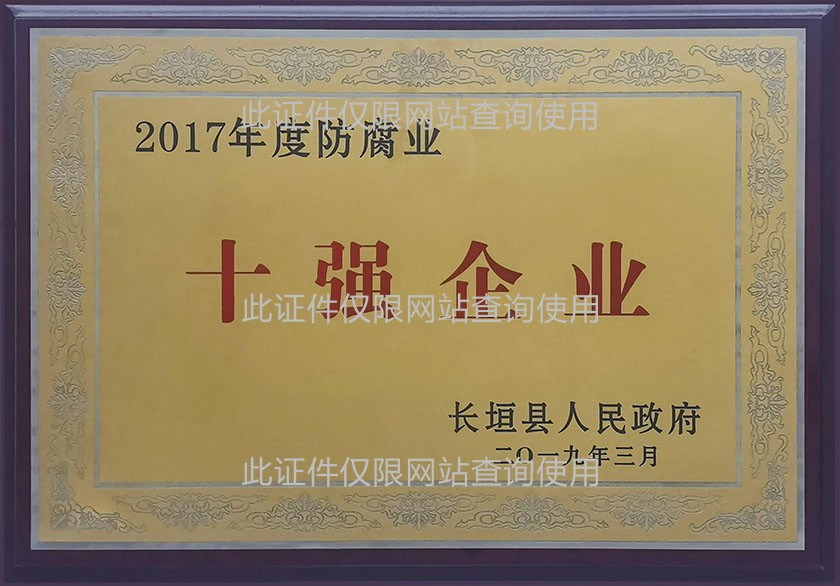 此证件仅限网站查询使用
2017年度防腐业
十强企业
此证件仅限网站查询使用
长垣县人民政府
二〇一九年三月
此证件仅限网站查询使用